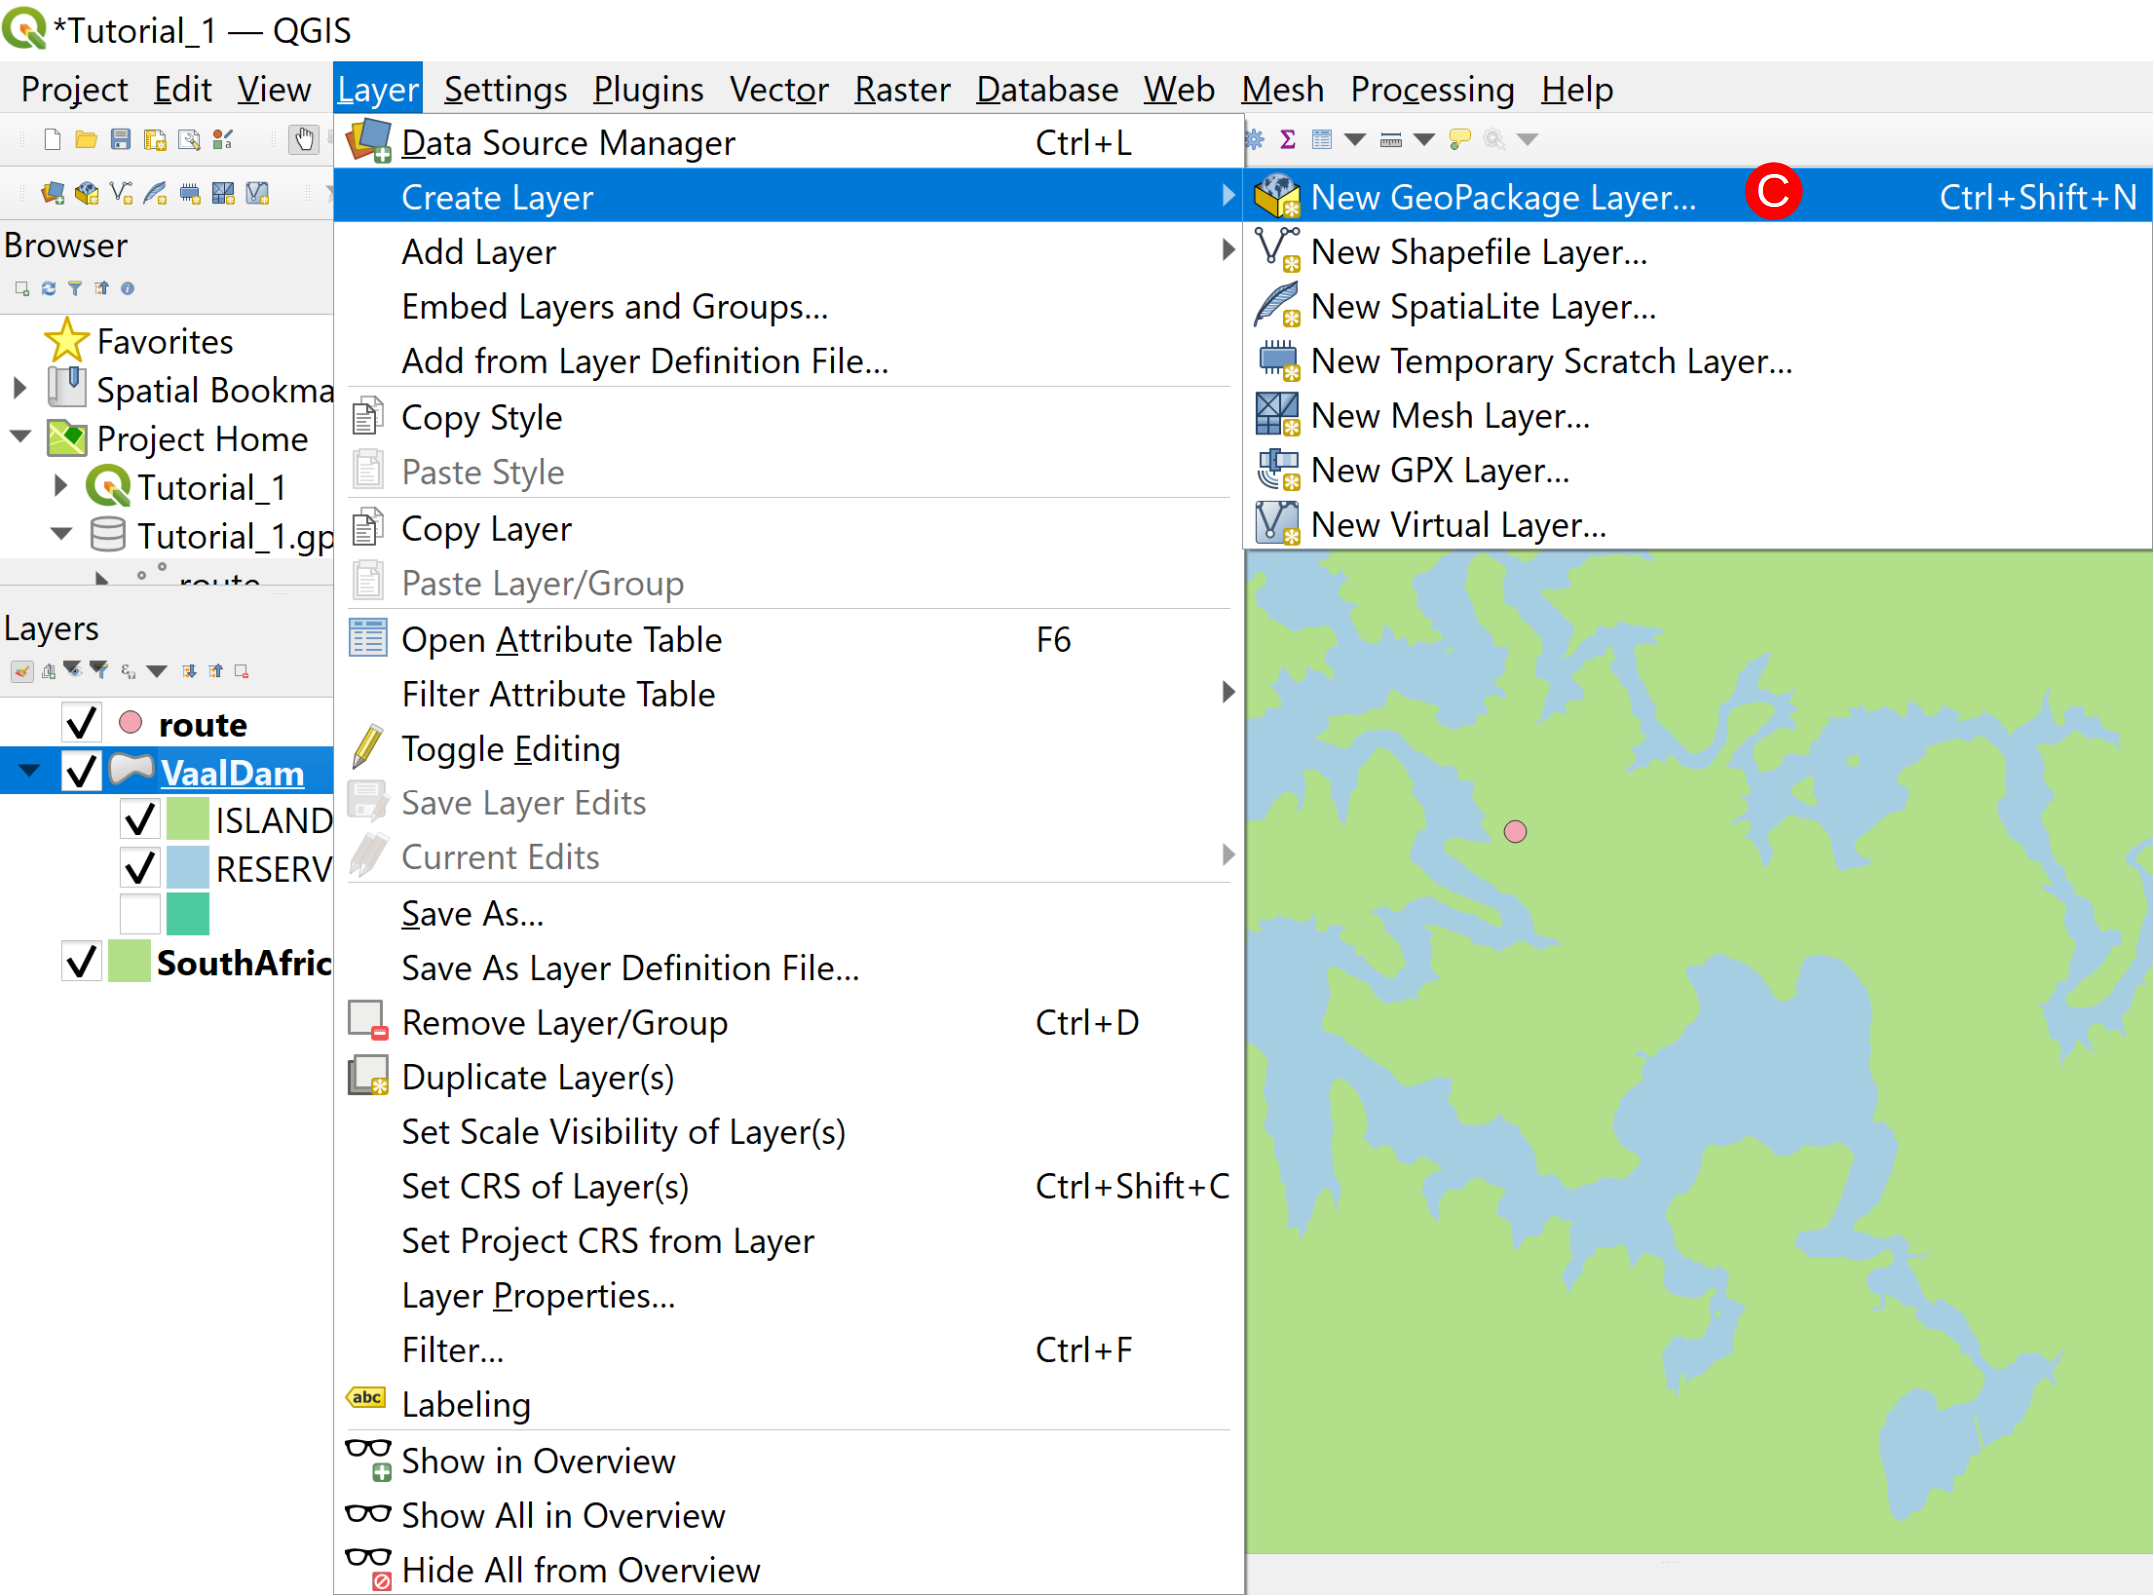 *Tutorial_1 — QGIS
Project Edit View Layer Settings Plugins Vector Raster Database Web Mesh Processing Help
Data Source Manager Ctrl+L
Create Layer
Add Layer
Embed Layers and Groups...
Add from Layer Definition File...
Copy Style
Paste Style
Copy Layer
Paste Layer/Group
Open Attribute Table F6
Filter Attribute Table
Toggle Editing
Save Layer Edits
Current Edits
Save As...
Save As Layer Definition File...
Remove Layer/Group Ctrl+D
Duplicate Layer(s)
Set Scale Visibility of Layer(s)
Set CRS of Layer(s) Ctrl+Shift+C
Set Project CRS from Layer
Layer Properties...
Filter... Ctrl+F
abc Labeling
Show in Overview
Show All in Overview
Hide All from Overview
New GeoPackage Layer... C Ctrl+Shift+N
New Shapefile Layer...
New SpatiaLite Layer...
New Temporary Scratch Layer...
New Mesh Layer...
New GPX Layer...
New Virtual Layer...
Browser
Favorites
Spatial Bookma
Project Home
Tutorial_1
Tutorial_1.gp
route
Layers
route
VaalDam
ISLAND
RESERV
SouthAfric